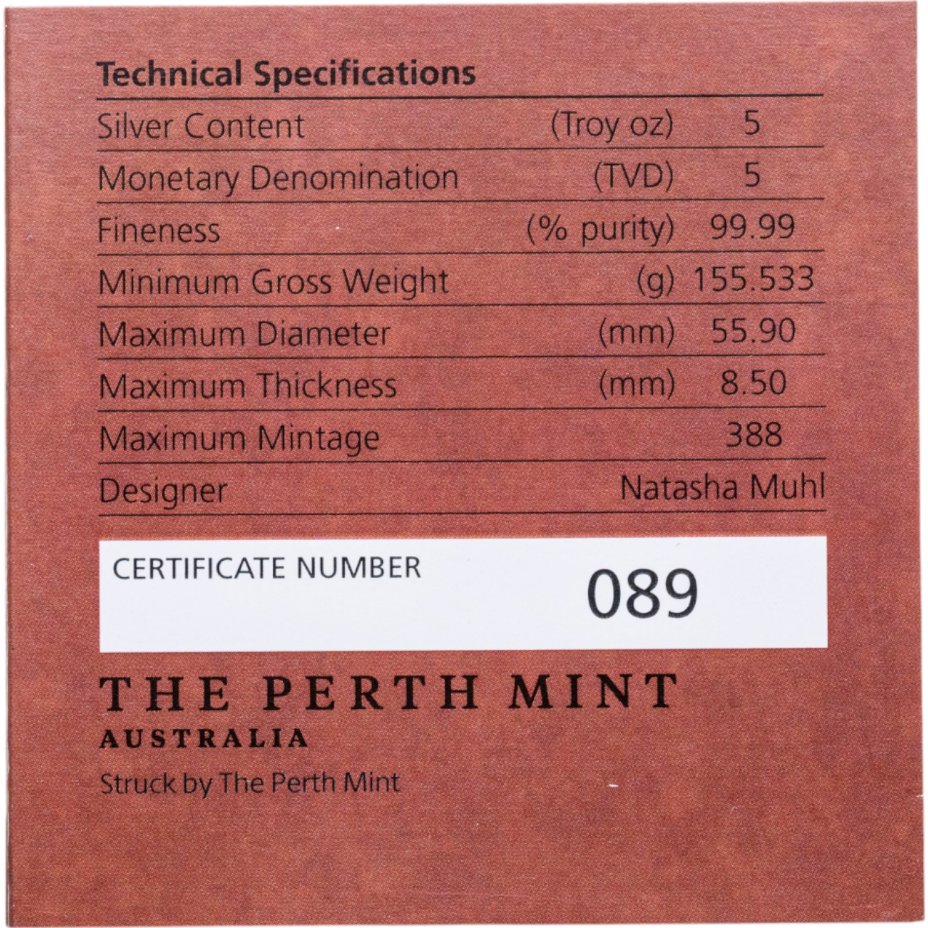 Technical Specifications
Silver Content (Troy oz) 5
Monetary Denomination (TVD) 5
Fineness (% purity) 99.99
Minimum Gross Weight (g) 155.533
Maximum Diameter (mm) 55.90
Maximum Thickness (mm) 8.50
Maximum Mintage 388
Designer Natasha Muhl
CERTIFICATE NUMBER 089
THE PERTH MINT
AUSTRALIA
Struck by The Perth Mint